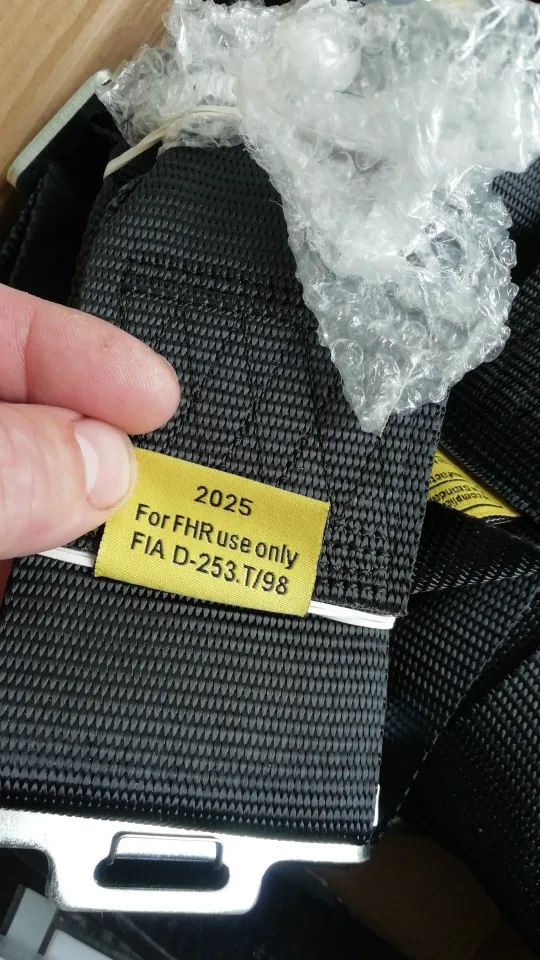 2025
For FHR use only
FIA D-253.T/98